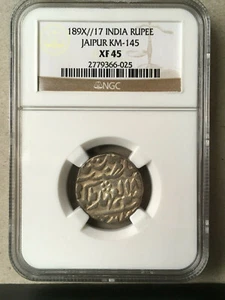 189X//17 INDIA RUPEE
JAIPUR KM-145
XF 45
2779366-025
NGC